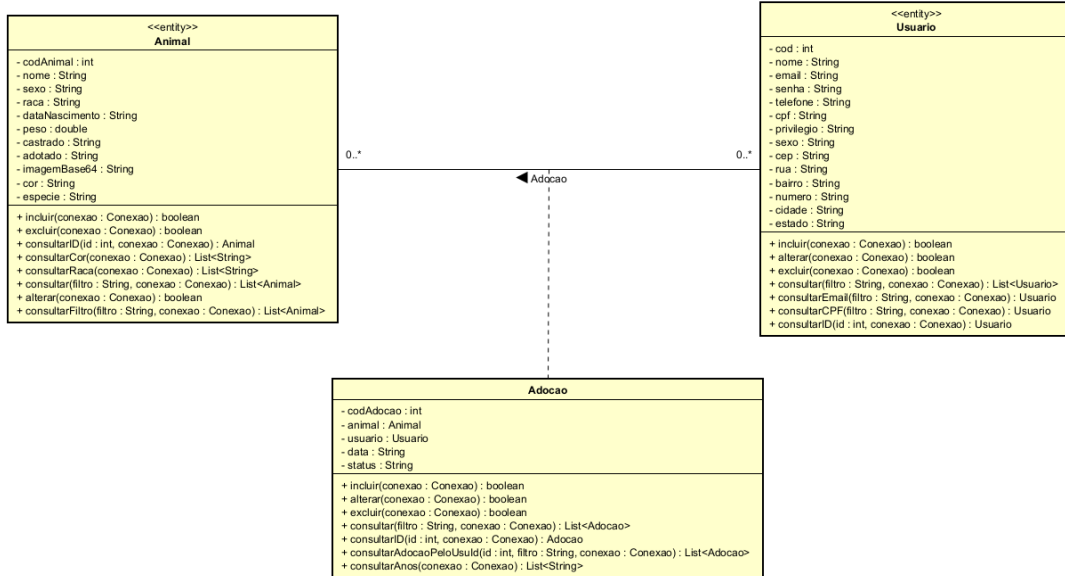 <<entity>>
Animal
- codAnimal : int
- nome : String
- sexo : String
- raca : String
- dataNascimento : String
- peso : double
- castrado : String
- adotado : String
- imagemBase64 : String
- cor : String
- especie : String
+ incluir(conexao : Conexao) : boolean
+ excluir(conexao : Conexao) : boolean
+ consultarID(id : int, conexao : Conexao) : Animal
+ consultarCor(conexao : Conexao) : List<String>
+ consultarRaca(conexao : Conexao) : List<String>
+ consultar(filtro : String, conexao : Conexao) : List<Animal>
+ alterar(conexao : Conexao) : boolean
+ consultarFiltro(filtro : String, conexao : Conexao) : List<Animal>
0..*
0..*
Adocao
<<entity>>
Usuario
- cod : int
- nome : String
- email : String
- senha : String
- telefone : String
- cpf : String
- privilegio : String
- sexo : String
- cep : String
- rua : String
- bairro : String
- numero : String
- cidade : String
- estado : String
+ incluir(conexao : Conexao) : boolean
+ alterar(conexao : Conexao) : boolean
+ excluir(conexao : Conexao) : boolean
+ consultar(filtro : String, conexao : Conexao) : List<Usuario>
+ consultarEmail(filtro : String, conexao : Conexao) : Usuario
+ consultarCPF(filtro : String, conexao : Conexao) : Usuario
+ consultarID(id : int, conexao : Conexao) : Usuario
Adocao
- codAdocao : int
- animal : Animal
- usuario : Usuario
- data : String
- status : String
+ incluir(conexao : Conexao) : boolean
+ alterar(conexao : Conexao) : boolean
+ excluir(conexao : Conexao) : boolean
+ consultar(filtro : String, conexao : Conexao) : List<Adocao>
+ consultarID(id : int, conexao : Conexao) : Adocao
+ consultarAdocaoPeloUsuId(id : int, filtro : String, conexao : Conexao) : List<Adocao>
+ consultarAnos(conexao : Conexao) : List<String>